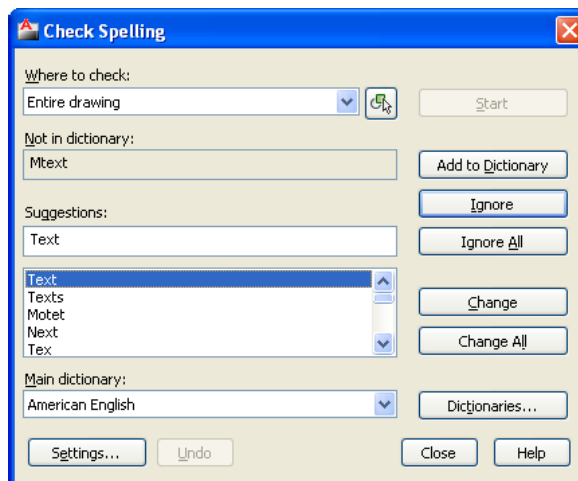 Check Spelling
Where to check:
Entire drawing
Start
Not in dictionary:
Mtext
Add to Dictionary
Ignore
Suggestions:
Text
Ignore All
Text
Texts
Motet
Next
Tex
Change
Change All
Main dictionary:
American English
Dictionaries...
Settings...
Undo
Close
Help